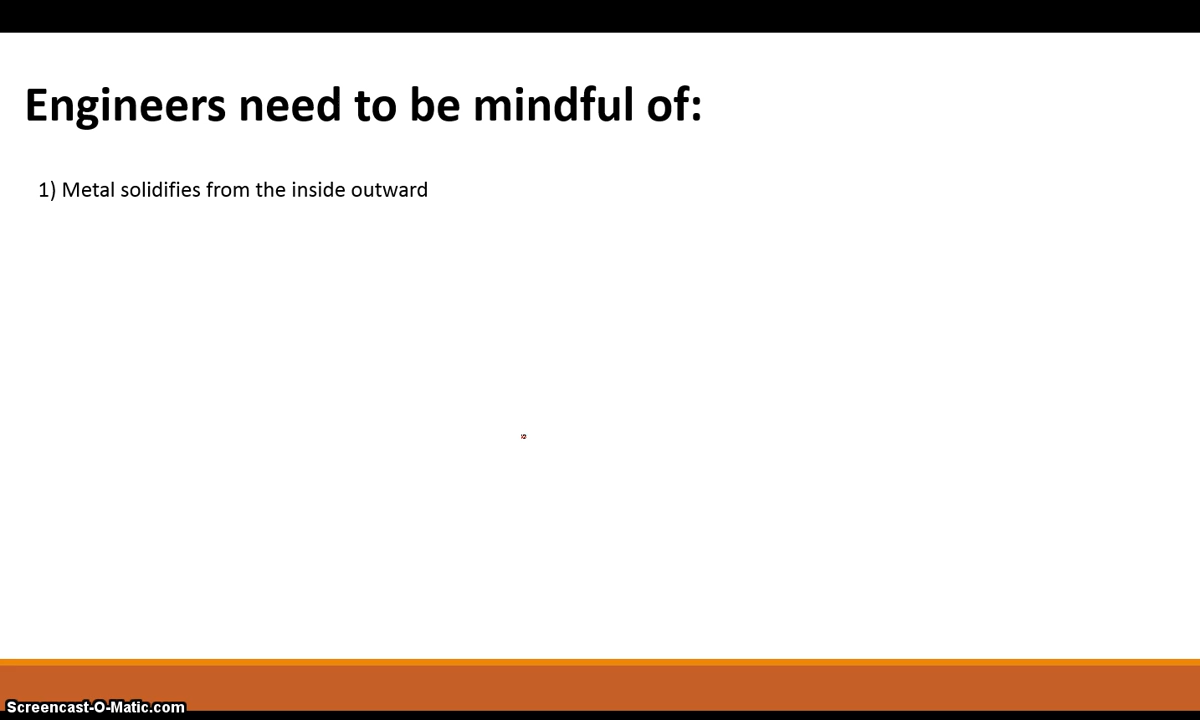 Engineers need to be mindful of:
1) Metal solidifies from the inside outward
Screencast-O-Matic.com